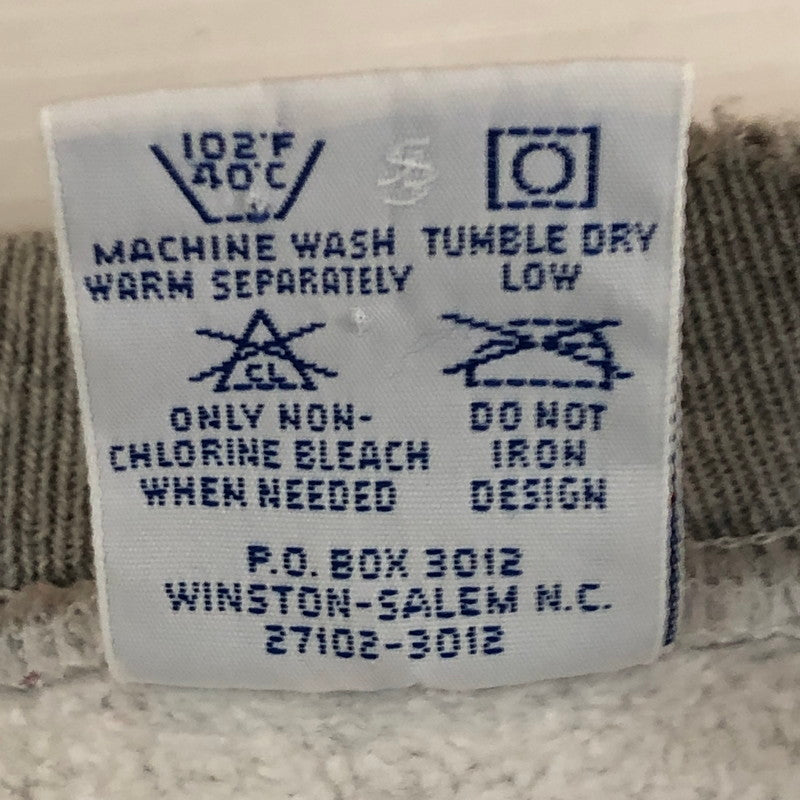 102°F
40°C
MACHINE WASH
WARM SEPARATELY
TUMBLE DRY
LOW
CL
ONLY NON-
CHLORINE BLEACH
WHEN NEEDED
DO NOT
IRON
DESIGN
P.O. BOX 3012
WINSTON-SALEM N.C.
27102-3012